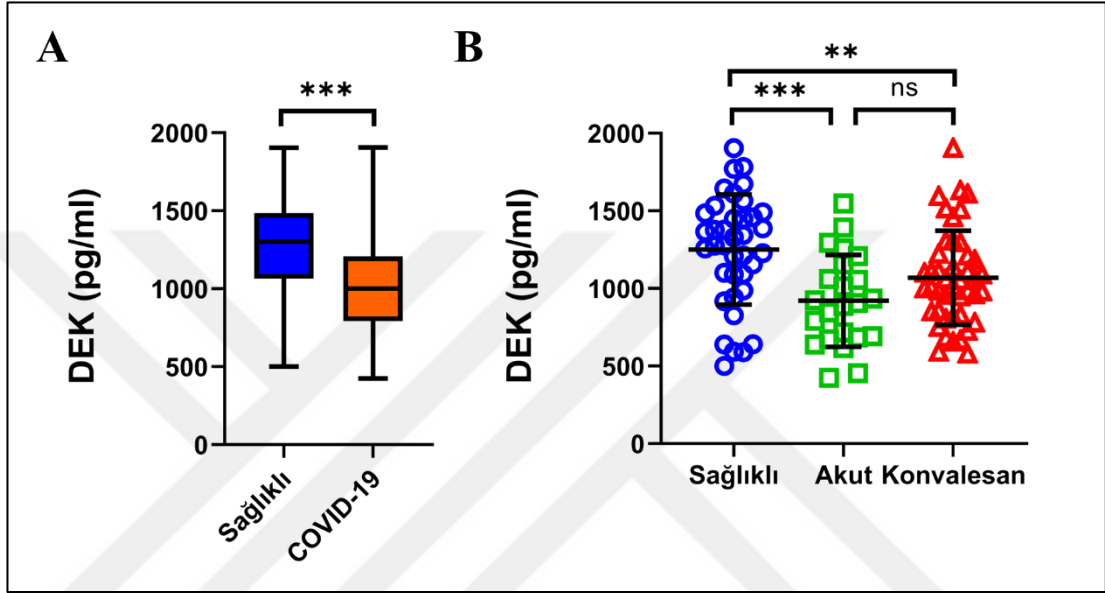 A
***
2000
1500
1000
500
0
DEK (pg/ml)
Sağlıklı
COVID-19
B
**
***
ns
2000
1500
1000
500
0
DEK (pg/ml)
Sağlıklı
Akut
Konvalesan